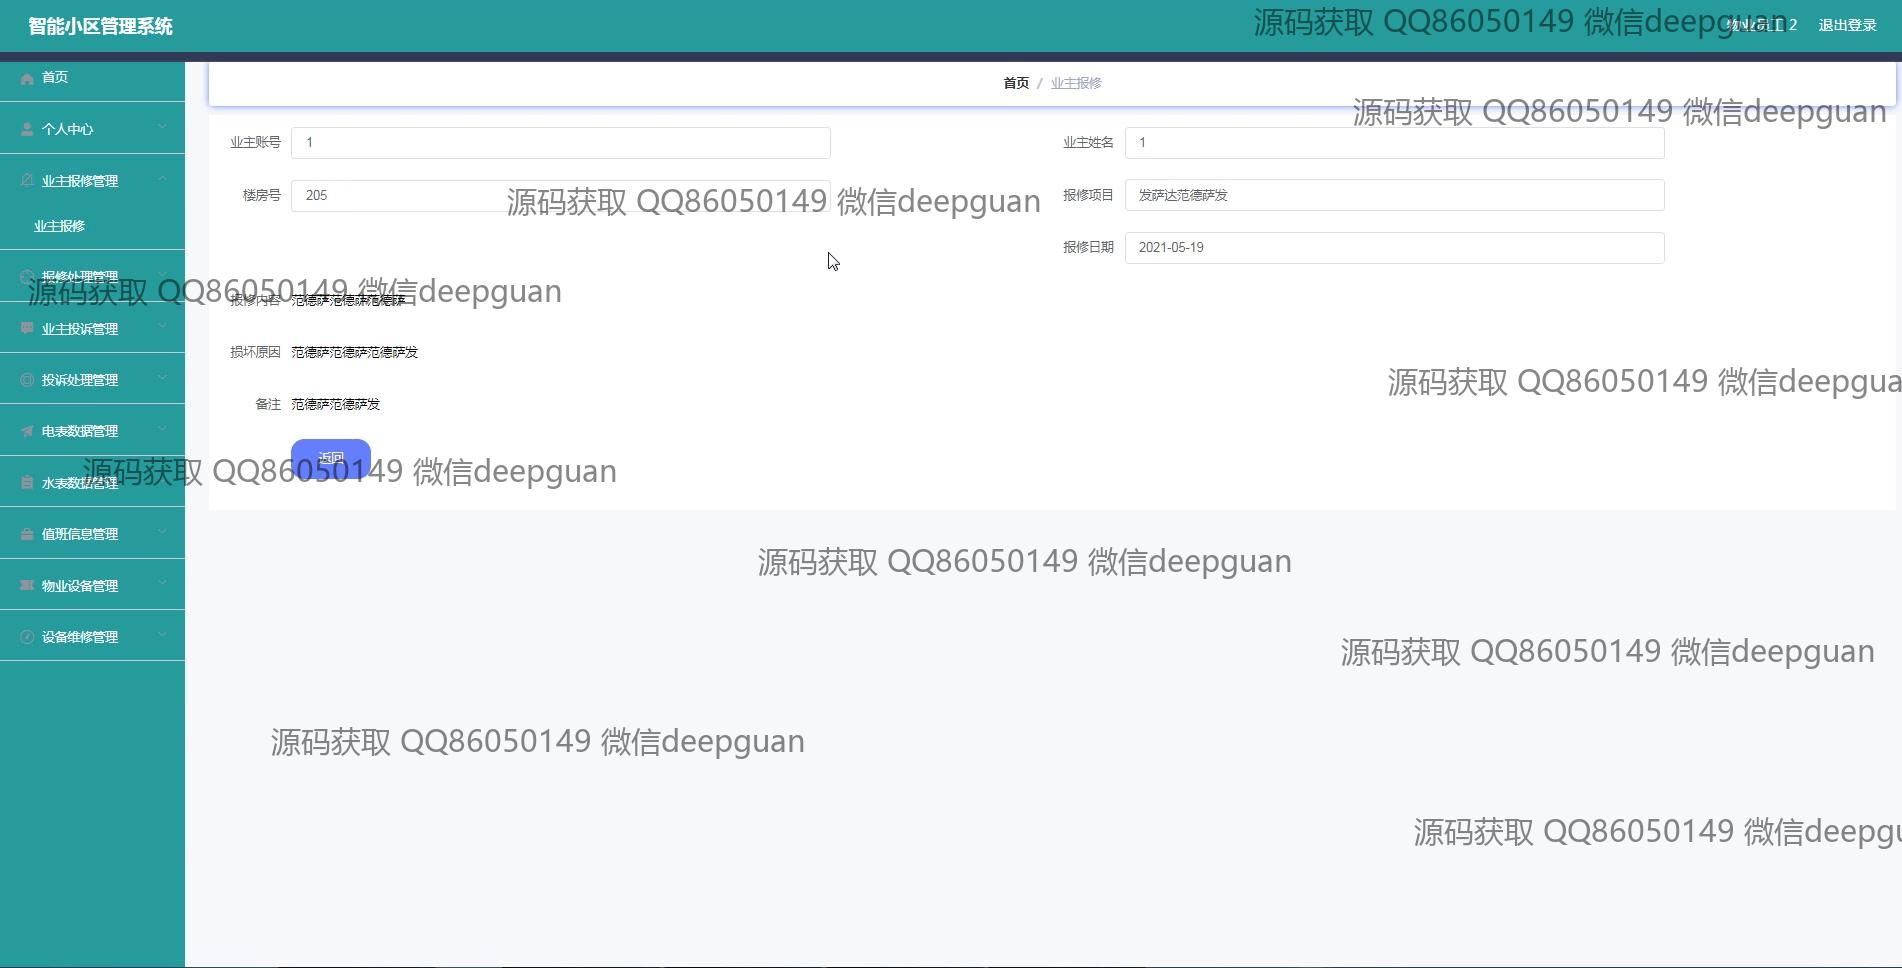 智能小区管理系统
源码获取 QQ86050149 微信deepguan
物业员工 2
退出登录
首页
个人中心
业主报修管理
业主报修
报修处理管理
业主投诉管理
投诉处理管理
电表数据管理
水表数据管理
值班信息管理
物业设备管理
设备维修管理
首页 / 业主报修
源码获取 QQ86050149 微信deepguan
业主账号 1
业主姓名 1
楼房号 205
源码获取 QQ86050149 微信deepguan
报修项目 发萨达范德萨发
报修日期 2021-05-19
源码获取 QQ86050149 微信deepguan
报修内容 范德萨范德萨范德萨
损坏原因 范德萨范德萨范德萨发
源码获取 QQ86050149 微信deepgua
备注 范德萨范德萨发
返回
源码获取 QQ86050149 微信deepguan
源码获取 QQ86050149 微信deepguan
源码获取 QQ86050149 微信deepguan
源码获取 QQ86050149 微信deepguan
源码获取 QQ86050149 微信deepgu